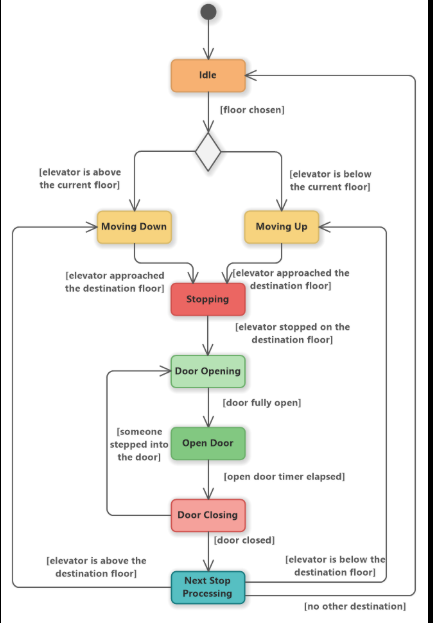 Idle
[floor chosen]
[elevator is above
the current floor]
[elevator is below
the current floor]
Moving Down
Moving Up
[elevator approached
the destination floor]
[elevator approached the
destination floor]
Stopping
[elevator stopped on the
destination floor]
Door Opening
[door fully open]
[someone
stepped into
the door]
Open Door
[open door timer elapsed]
Door Closing
[door closed]
[elevator is above the
destination floor]
[elevator is below the
destination floor]
Next Stop
Processing
[no other destination]